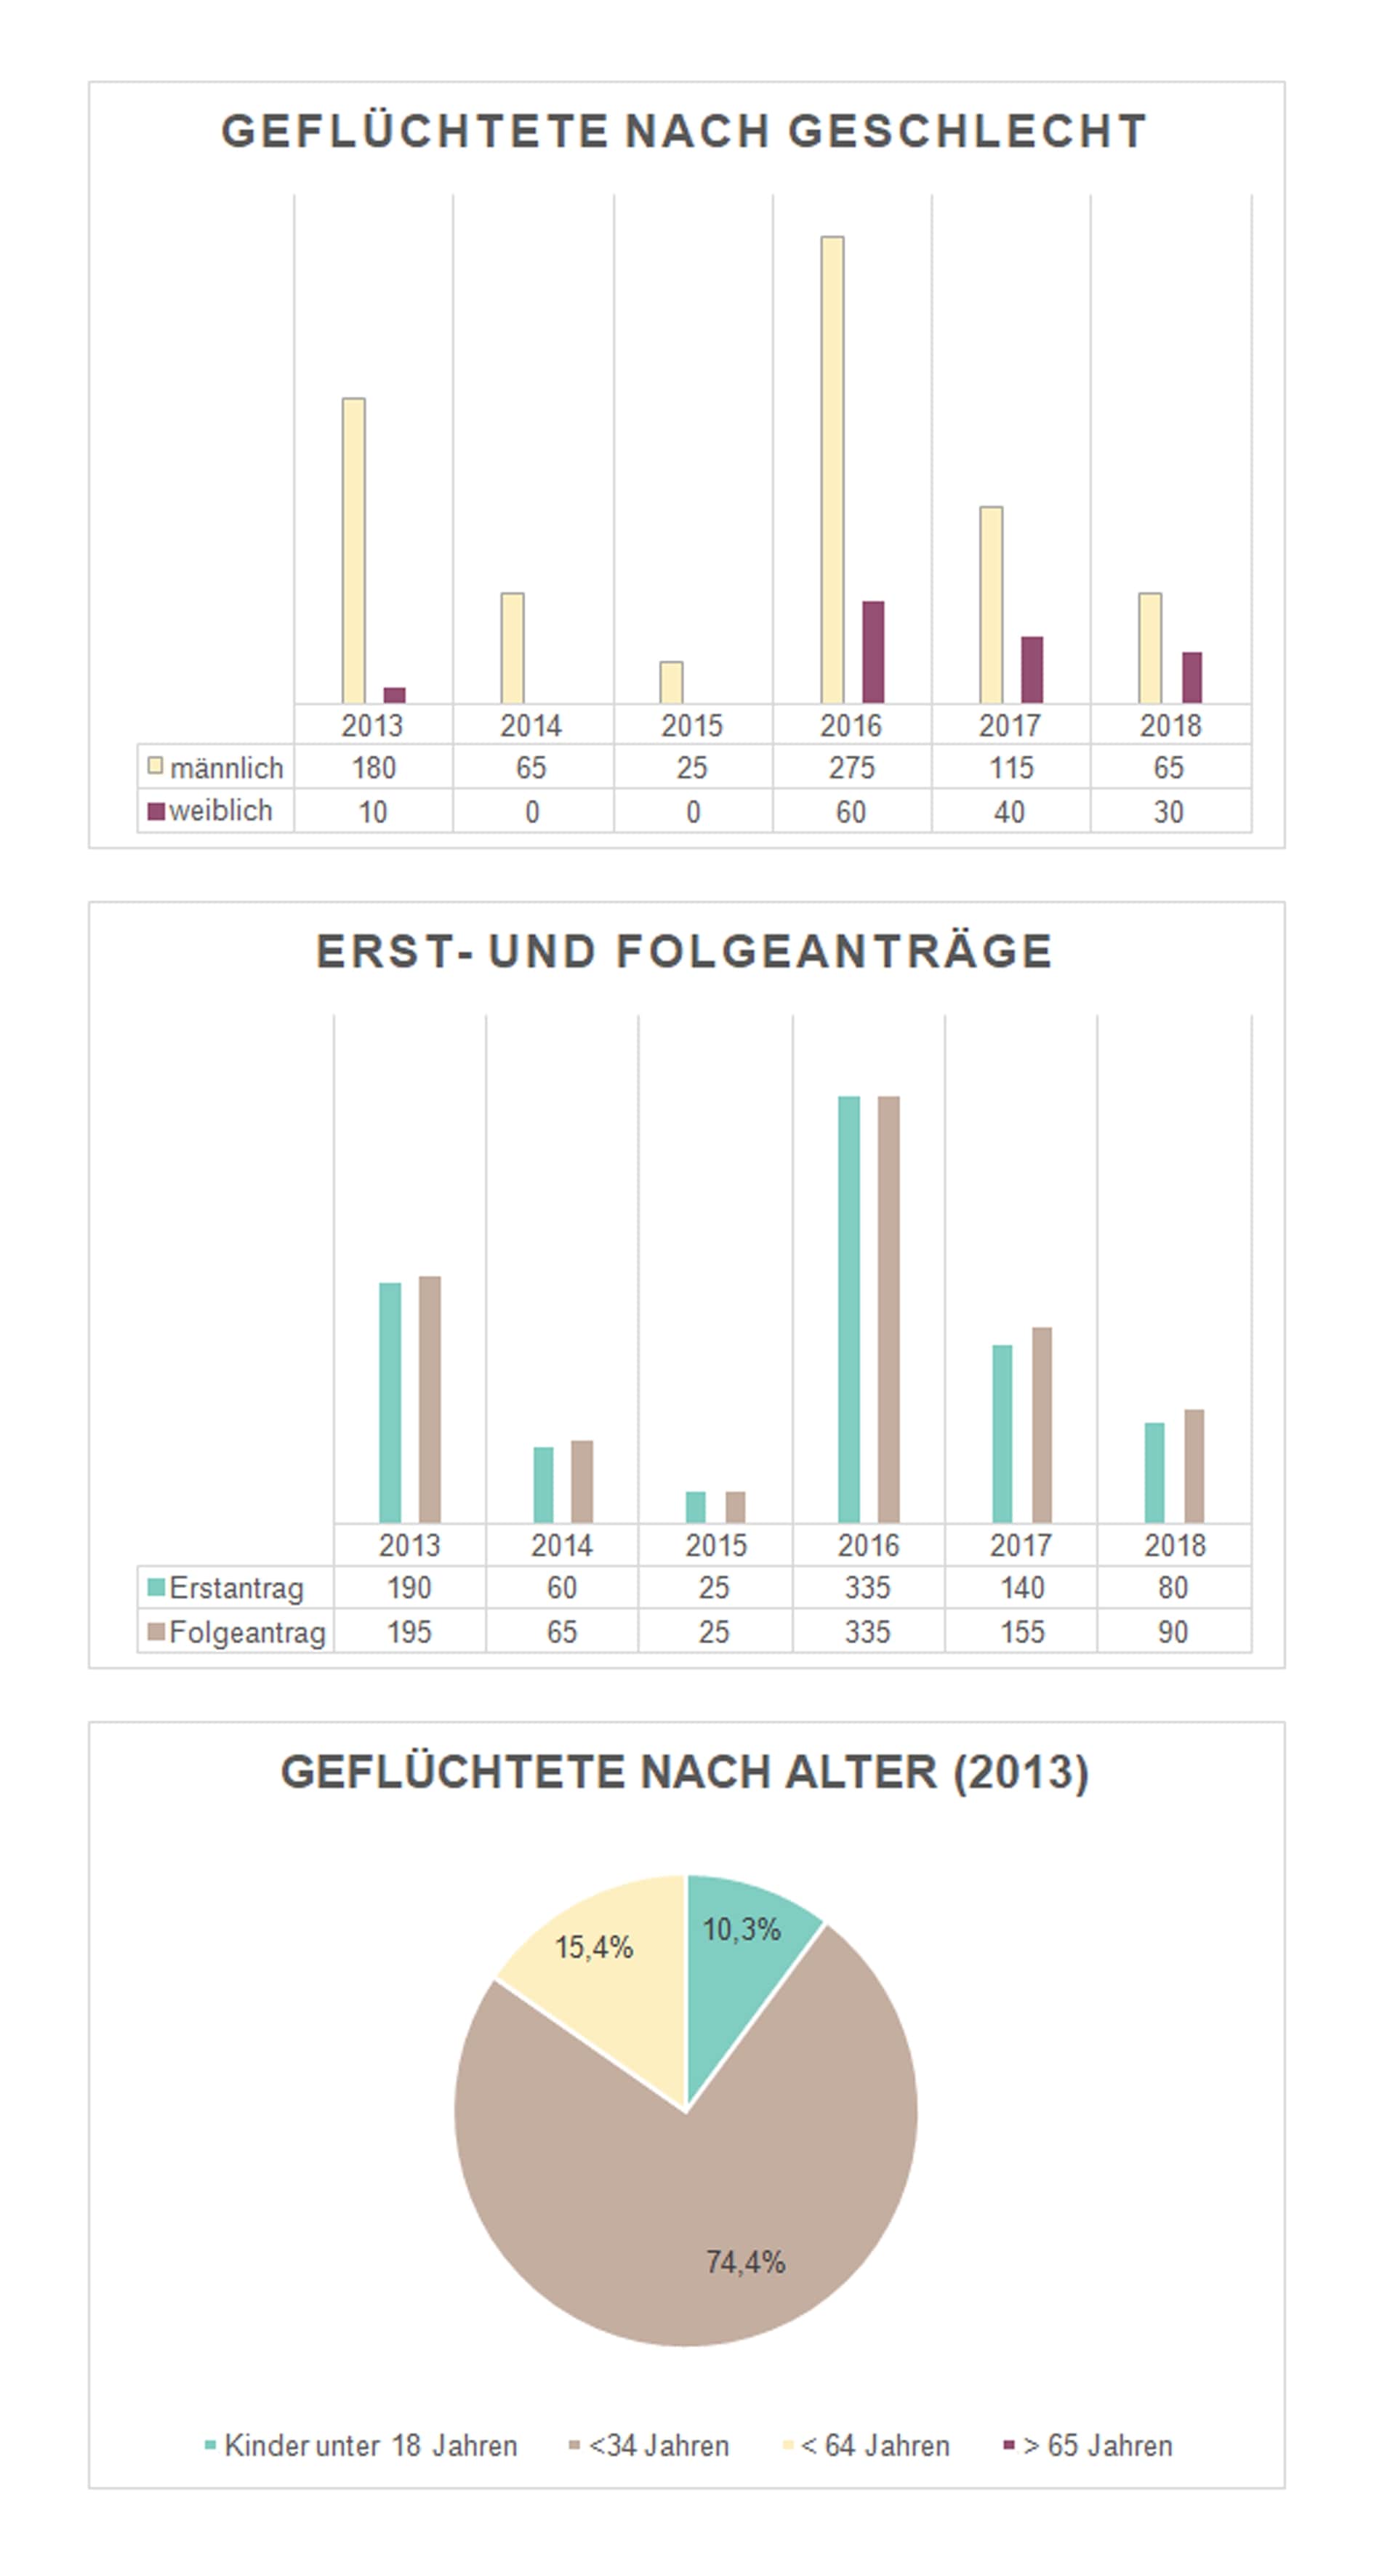 GEFLÜCHTETE NACH GESCHLECHT
2013 2014 2015 2016 2017 2018
männlich 180 65 25 275 115 65
weiblich 10 0 0 60 40 30
ERST- UND FOLGEANTRÄGE
2013 2014 2015 2016 2017 2018
Erstantrag 190 60 25 335 140 80
Folgeantrag 195 65 25 335 155 90
GEFLÜCHTETE NACH ALTER (2013)
10,3%
15,4%
74,4%
Kinder unter 18 Jahren <34 Jahren < 64 Jahren > 65 Jahren